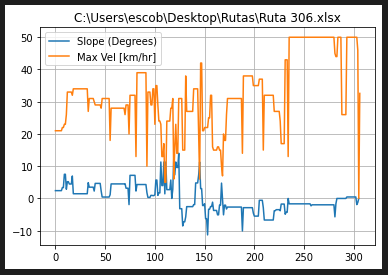 C:\Users\escob\Desktop\Rutas\Ruta 306.xlsx
Slope (Degrees)
Max Vel [km/hr]
50
40
30
20
10
0
−10
0 50 100 150 200 250 300